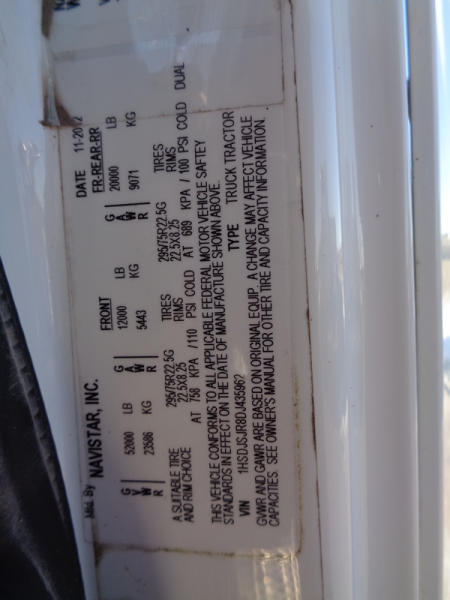 Mfd. By NAVISTAR, INC. DATE 11-2012
GVWR 52000 LB 23586 KG
FRONT GAWR 12000 LB 5443 KG
FR-REAR-RR GAWR 20000 LB 9071 KG
A SUITABLE TIRE AND RIM CHOICE
295/75R22.5G TIRES
22.5X8.25 RIMS
AT 758 KPA /110 PSI COLD
295/75R22.5G TIRES
22.5X8.25 RIMS
AT 689 KPA /100 PSI COLD DUAL
THIS VEHICLE CONFORMS TO ALL APPLICABLE FEDERAL MOTOR VEHICLE SAFTEY
STANDARDS IN EFFECT ON THE DATE OF MANUFACTURE SHOWN ABOVE.
VIN 1HSDJSJR8DJ435962 TYPE TRUCK TRACTOR
GVWR AND GAWR ARE BASED ON ORIGINAL EQUIP. A CHANGE MAY AFFECT VEHICLE
CAPACITIES. SEE OWNER'S MANUAL FOR OTHER TIRE AND CAPACITY INFORMATION.